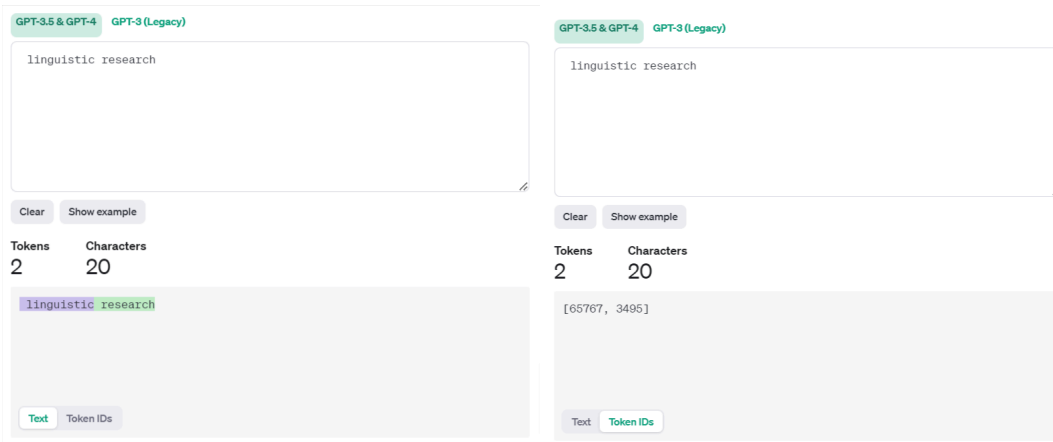 GPT-3.5 & GPT-4 GPT-3 (Legacy)
linguistic research
Clear Show example
Tokens Characters
2 20
linguistic research
Text Token IDs
GPT-3.5 & GPT-4 GPT-3 (Legacy)
linguistic research
Clear Show example
Tokens Characters
2 20
[65767, 3495]
Text Token IDs